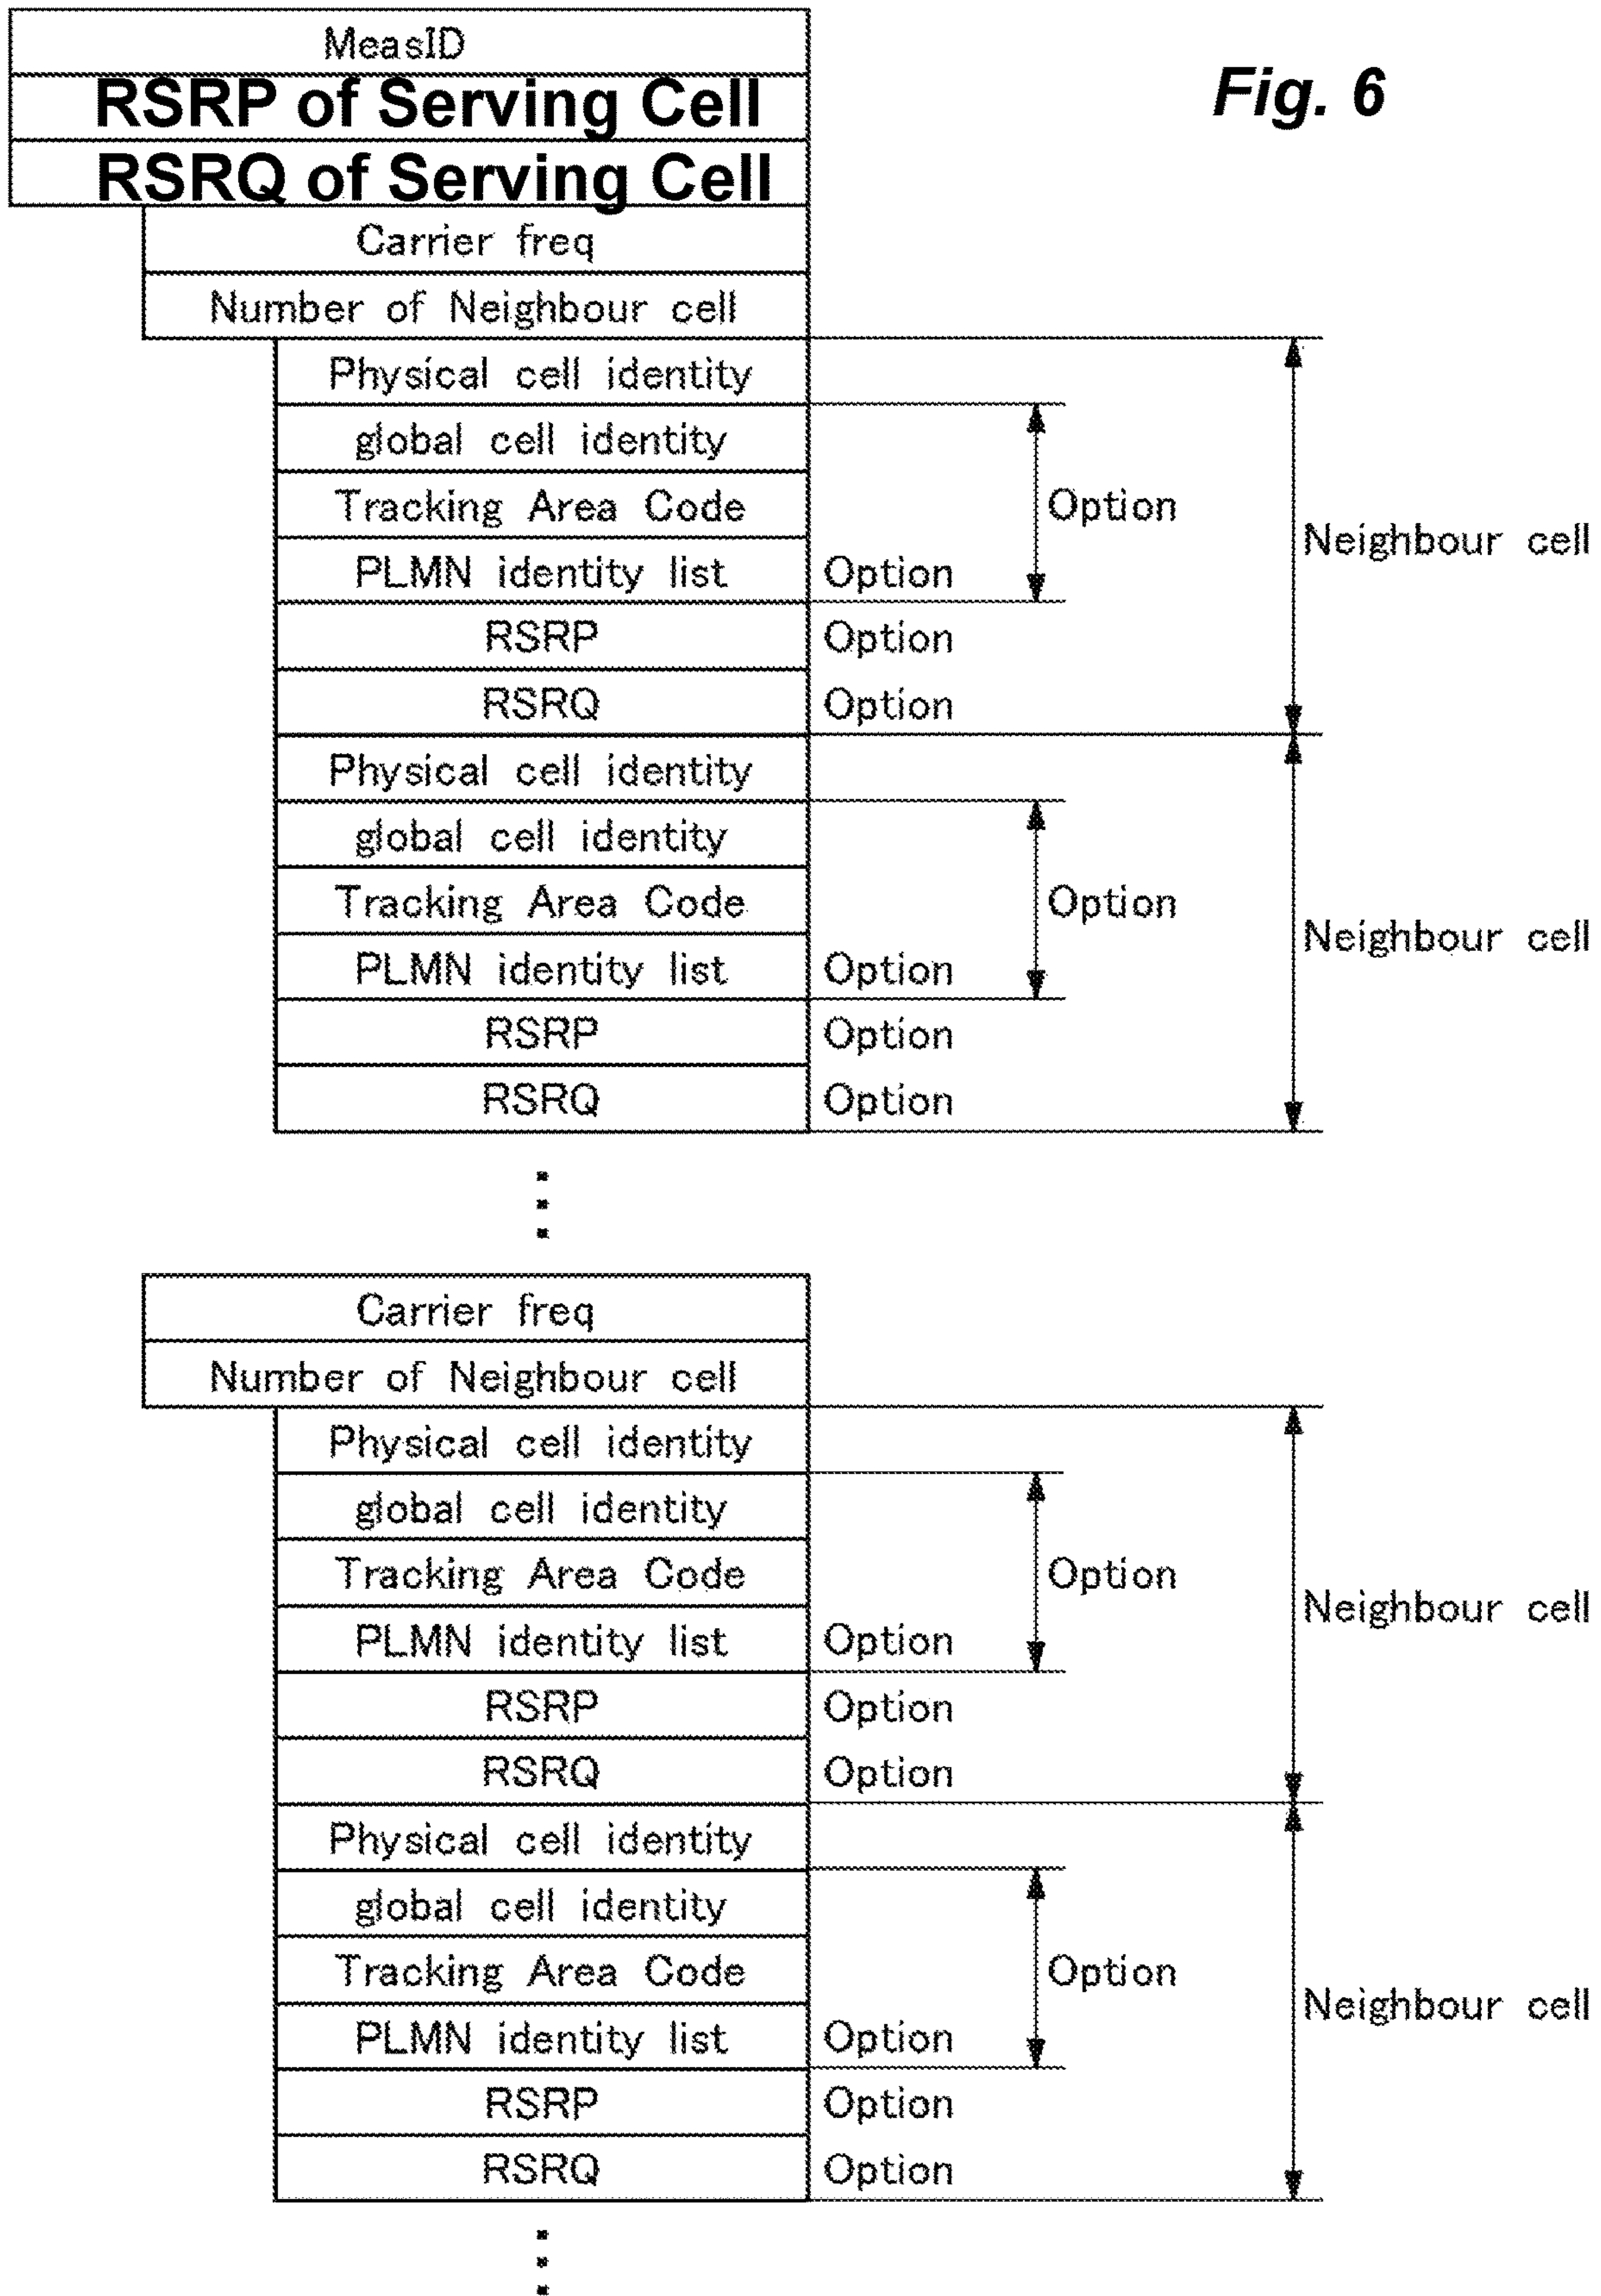 MeasID
Fig. 6
RSRP of Serving Cell
RSRQ of Serving Cell
Carrier freq
Number of Neighbour cell
Physical cell identity
global cell identity
Tracking Area Code Option
Neighbour cell
PLMN identity list Option
RSRP Option
RSRQ Option
Physical cell identity
global cell identity
Tracking Area Code Option
Neighbour cell
PLMN identity list Option
RSRP Option
RSRQ Option
Carrier freq
Number of Neighbour cell
Physical cell identity
global cell identity
Tracking Area Code Option
Neighbour cell
PLMN identity list Option
RSRP Option
RSRQ Option
Physical cell identity
global cell identity
Tracking Area Code Option
Neighbour cell
PLMN identity list Option
RSRP Option
RSRQ Option